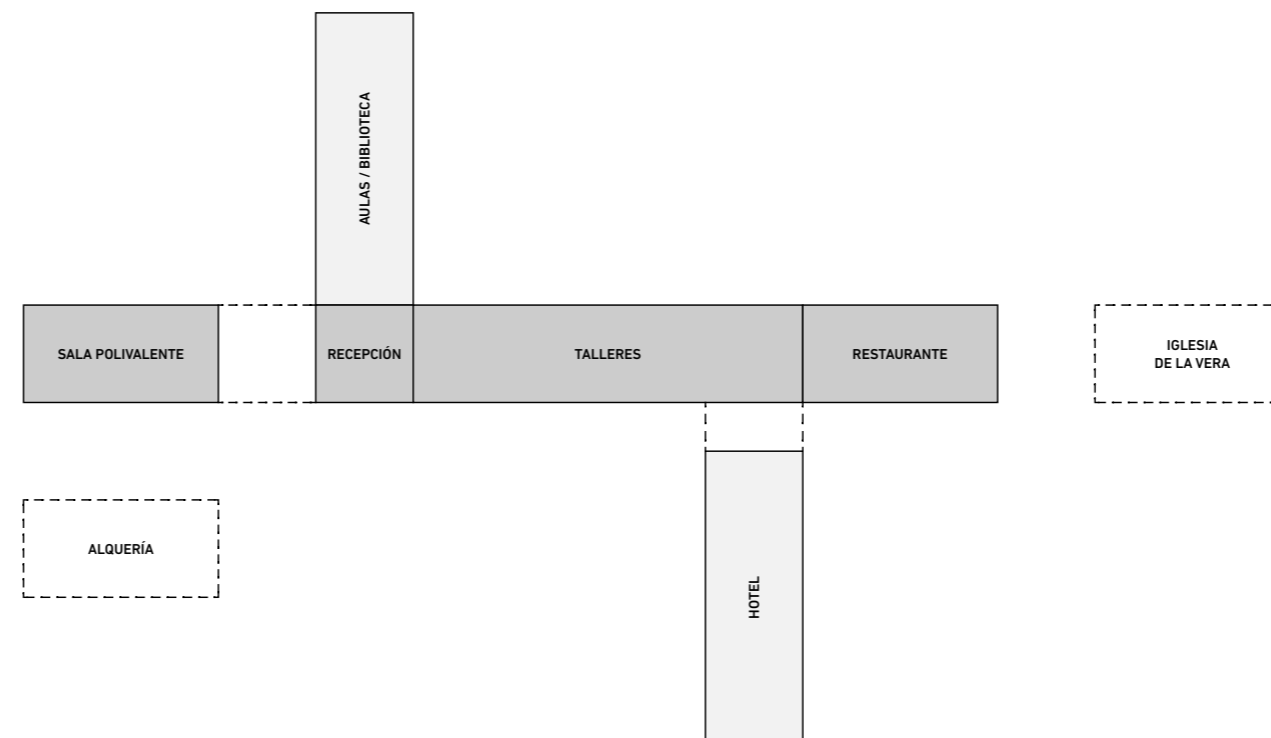 AULAS / BIBLIOTECA
SALA POLIVALENTE
RECEPCIÓN
TALLERES
RESTAURANTE
IGLESIA
DE LA VERA
ALQUERÍA
HOTEL